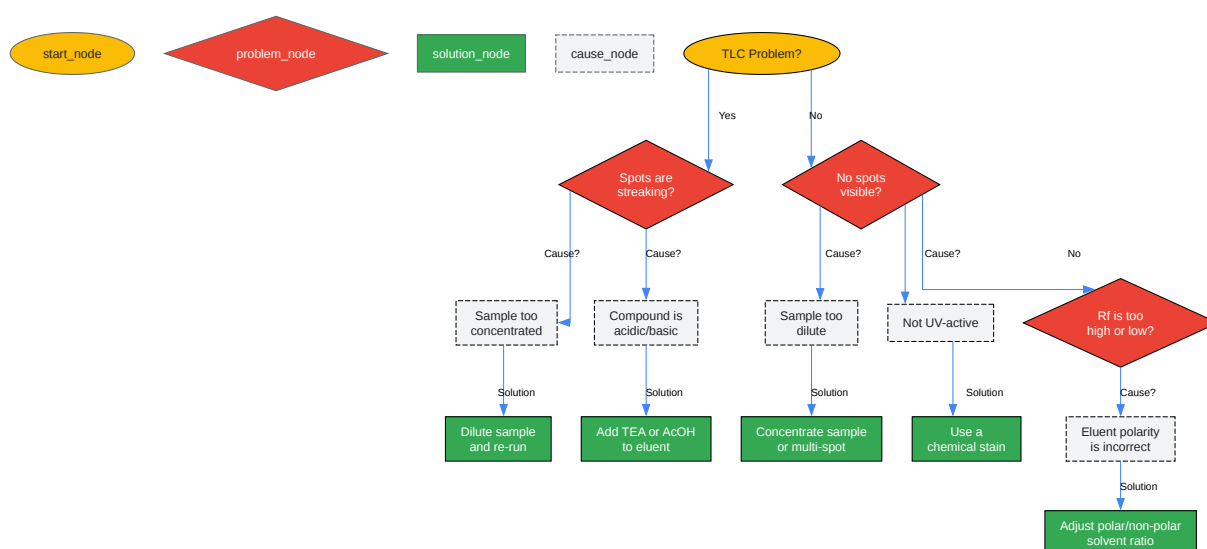 start_node
problem_node
solution_node
cause_node
TLC Problem?
Yes
No
Spots are
streaking?
No spots
visible?
Cause?
Cause?
Cause?
Cause?
No
Sample too
concentrated
Compound is
acidic/basic
Sample too
dilute
Not UV-active
Rf is too
high or low?
Solution
Solution
Solution
Solution
Cause?
Dilute sample
and re-run
Add TEA or AcOH
to eluent
Concentrate sample
or multi-spot
Use a
chemical stain
Eluent polarity
is incorrect
Solution
Adjust polar/non-polar
solvent ratio